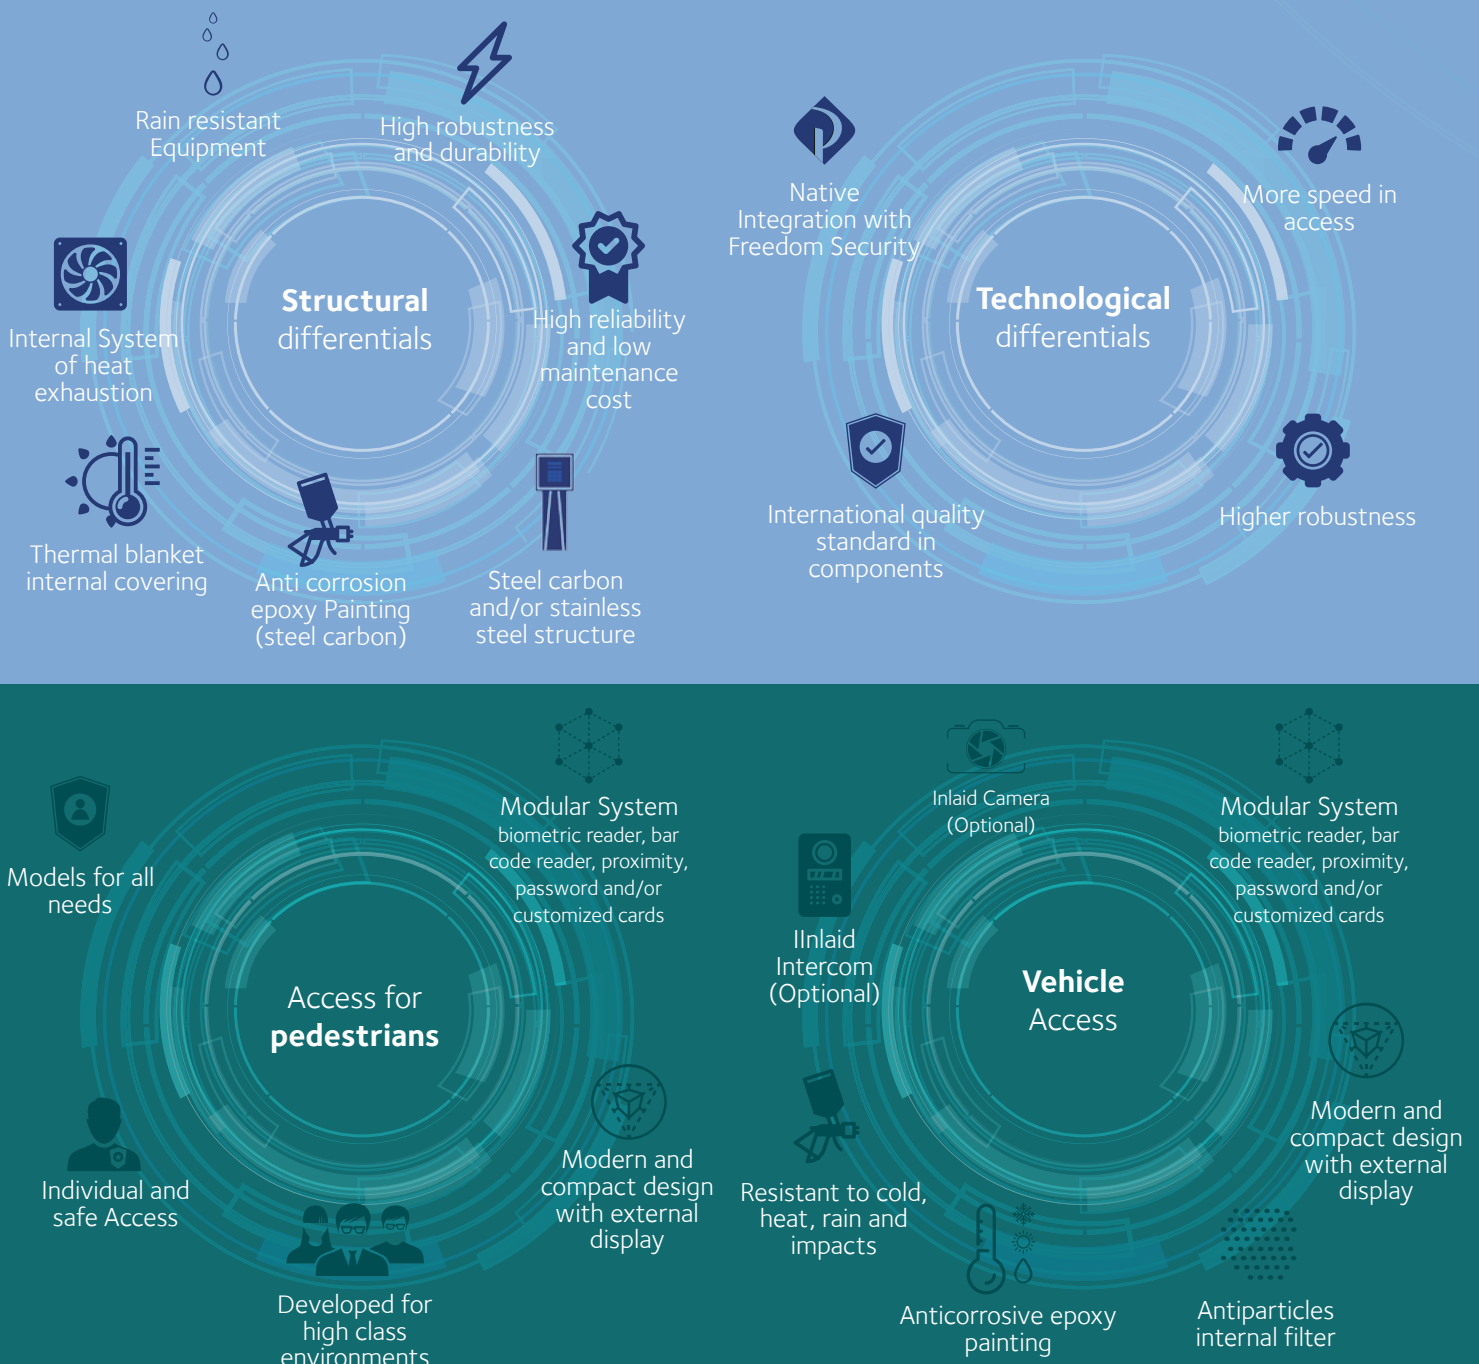 Rain resistant
Equipment
High robustness
and durability
Internal System
of heat
exhaustion
Structural
differentials
High reliability
and low
maintenance
cost
Thermal blanket
internal covering
Anti corrosion
epoxy Painting
(steel carbon)
Steel carbon
and/or stainless
steel structure
Native
Integration with
Freedom Security
More speed in
access
Technological
differentials
International quality
standard in
components
Higher robustness
Models for all
needs
Modular System
biometric reader, bar
code reader, proximity,
password and/or
customized cards
Access for
pedestrians
Individual and
safe Access
Modern and
compact design
with external
display
Developed for
high class
environments
Inlaid Camera
(Optional)
Modular System
biometric reader, bar
code reader, proximity,
password and/or
customized cards
IInlaid
Intercom
(Optional)
Vehicle
Access
Modern and
compact design
with external
display
Resistant to cold,
heat, rain and
impacts
Anticorrosive epoxy
painting
Antiparticles
internal filter